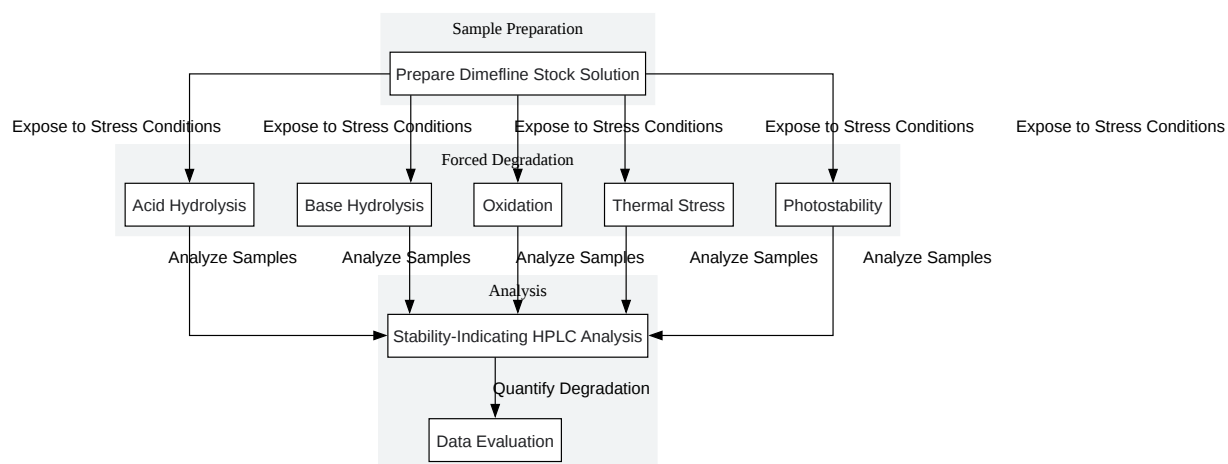 Sample Preparation
Prepare Dimefline Stock Solution
Expose to Stress Conditions
Expose to Stress Conditions
Expose to Stress Conditions
Expose to Stress Conditions
Expose to Stress Conditions
Forced Degradation
Acid Hydrolysis
Base Hydrolysis
Oxidation
Thermal Stress
Photostability
Analyze Samples
Analyze Samples
Analyze Samples
Analyze Samples
Analyze Samples
Analysis
Stability-Indicating HPLC Analysis
Quantify Degradation
Data Evaluation